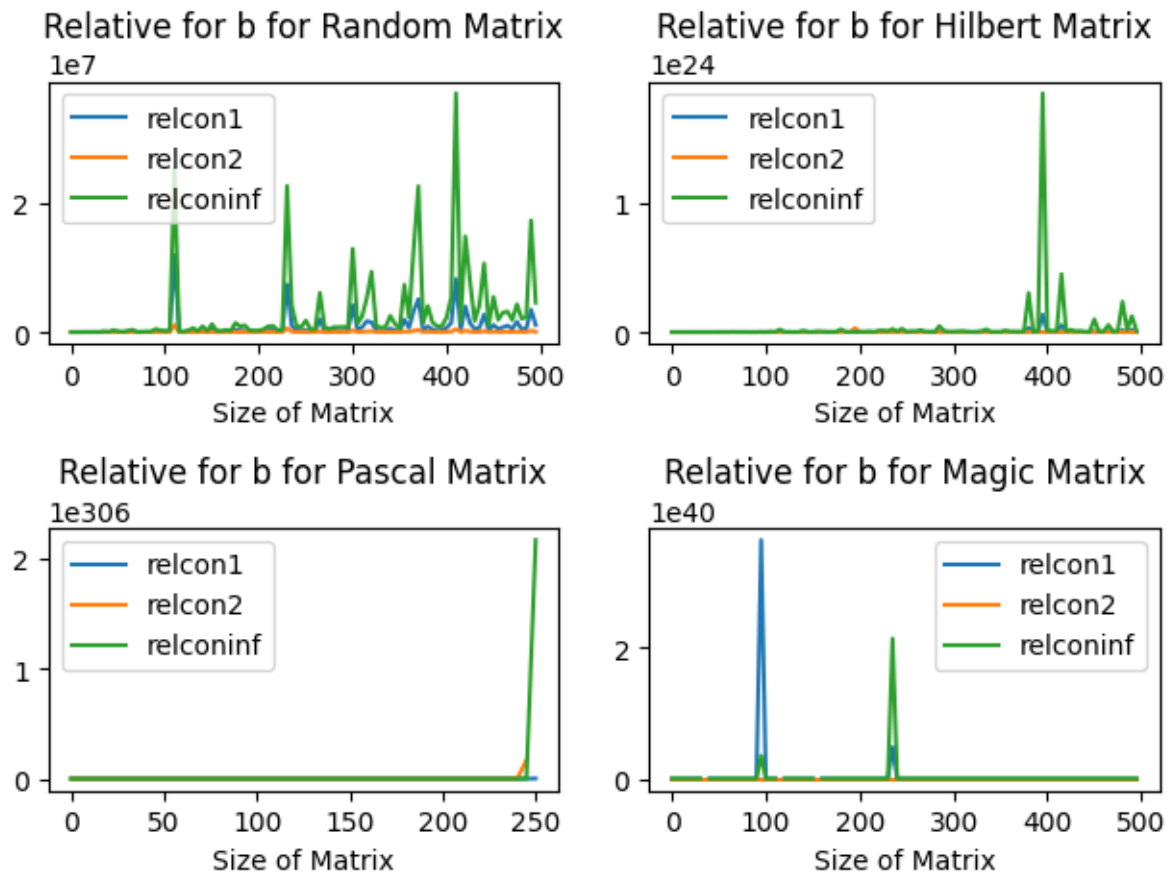 Relative for b for Random Matrix
1e7
relcon1
relcon2
relconinf
2
0
0 100 200 300 400 500
Size of Matrix
Relative for b for Hilbert Matrix
1e24
relcon1
relcon2
relconinf
1
0
0 100 200 300 400 500
Size of Matrix
Relative for b for Pascal Matrix
1e306
relcon1
relcon2
relconinf
2
1
0
0 50 100 150 200 250
Size of Matrix
Relative for b for Magic Matrix
1e40
relcon1
relcon2
relconinf
2
0
0 100 200 300 400 500
Size of Matrix